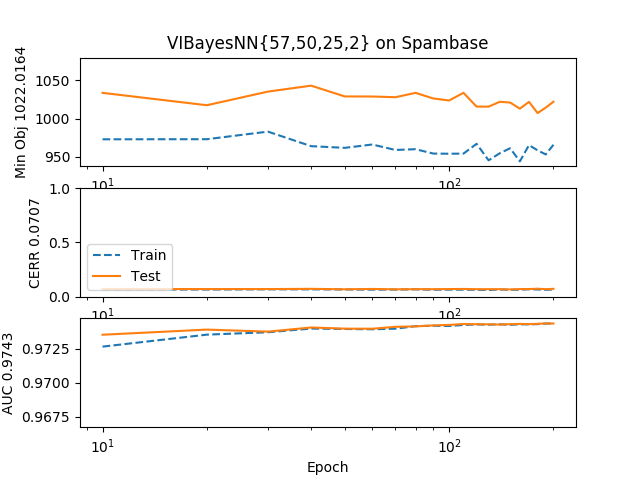 VIBayesNN{57,50,25,2} on Spambase
Min Obj 1022.0164
1050
1000
950
10¹ 10²
CERR 0.0707
1.0
0.5
0.0
Train
Test
10¹ 10²
AUC 0.9743
0.9725
0.9700
0.9675
10¹ 10²
Epoch